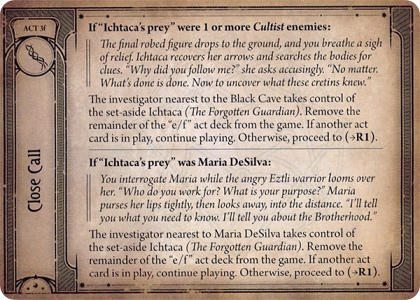 ACT 3f
Close Call
If “Ichtaca’s prey” were 1 or more Cultist enemies:
The final robed figure drops to the ground, and you breathe a sigh
of relief. Ichtaca recovers her arrows and searches the bodies for
clues. “Why did you follow me?” she asks accusingly. “No matter.
What’s done is done. Now to uncover what these cretins knew.”
The investigator nearest to the Black Cave takes control of
the set-aside Ichtaca (The Forgotten Guardian). Remove the
remainder of the “e/f” act deck from the game. If another act
card is in play, continue playing. Otherwise, proceed to (→R1).
If “Ichtaca’s prey” was Maria DeSilva:
You interrogate Maria while the angry Eztli warrior looms over
her. “Who do you work for? What is your purpose?” Maria
purses her lips tightly, then looks away, into the distance. “I’ll tell
you what you need to know. I’ll tell you about the Brotherhood.”
The investigator nearest to Maria DeSilva takes control of
the set-aside Ichtaca (The Forgotten Guardian). Remove the
remainder of the “e/f” act deck from the game. If another act
card is in play, continue playing. Otherwise, proceed to (→R1).